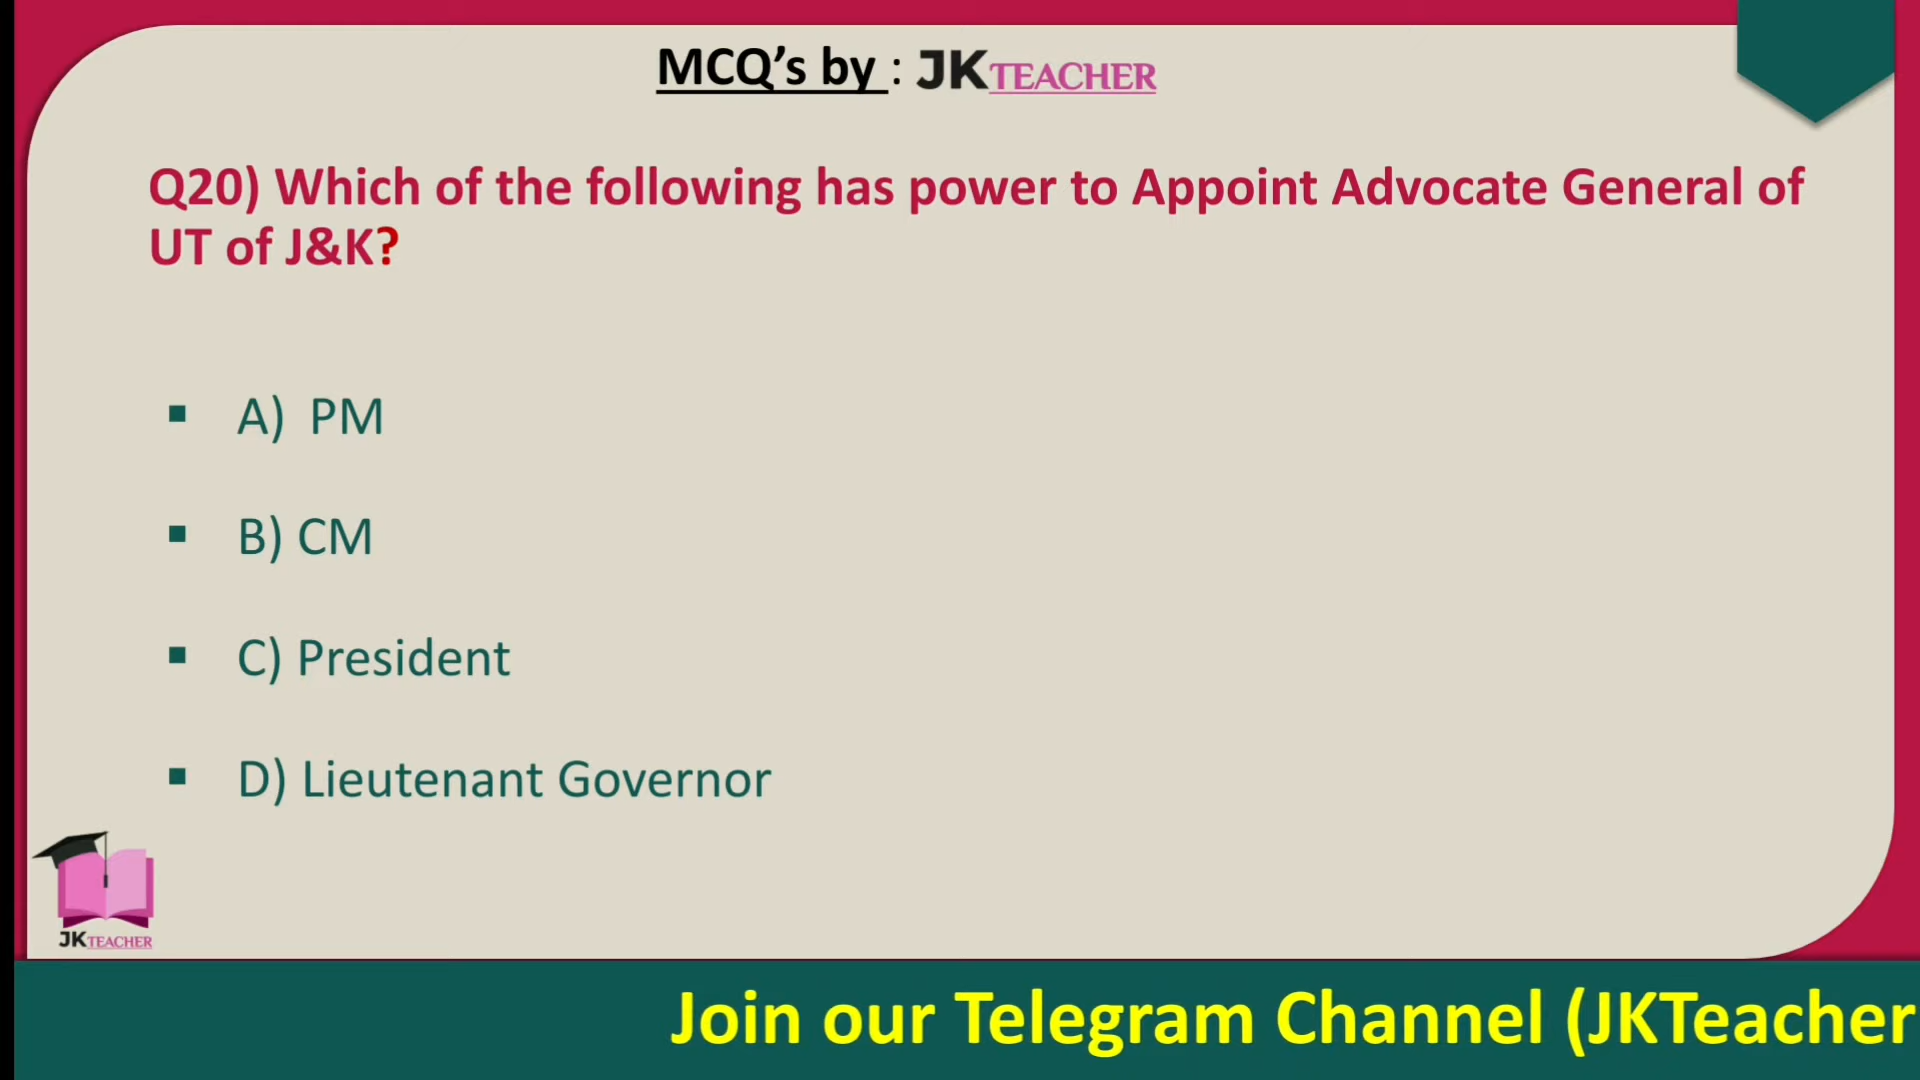 MCQ’s by : JKTEACHER
Q20) Which of the following has power to Appoint Advocate General of
UT of J&K?
▪ A) PM
▪ B) CM
▪ C) President
▪ D) Lieutenant Governor
JKTEACHER
Join our Telegram Channel (JKTeacher